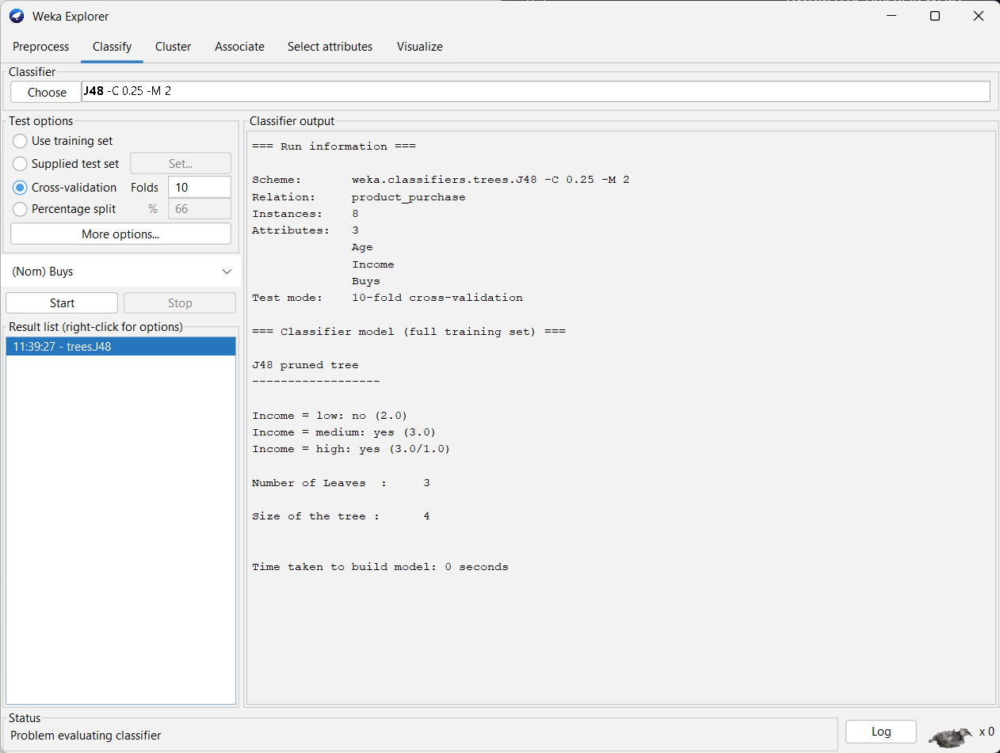 Weka Explorer
Preprocess Classify Cluster Associate Select attributes Visualize
Classifier
Choose J48 -C 0.25 -M 2
Test options
Use training set
Supplied test set Set...
Cross-validation Folds 10
Percentage split % 66
More options...
(Nom) Buys
Start Stop
Result list (right-click for options)
11:39:27 - trees.J48
Classifier output
=== Run information ===
Scheme: weka.classifiers.trees.J48 -C 0.25 -M 2
Relation: product_purchase
Instances: 8
Attributes: 3
Age
Income
Buys
Test mode: 10-fold cross-validation
=== Classifier model (full training set) ===
J48 pruned tree
------------------
Income = low: no (2.0)
Income = medium: yes (3.0)
Income = high: yes (3.0/1.0)
Number of Leaves : 3
Size of the tree : 4
Time taken to build model: 0 seconds
Status
Problem evaluating classifier
Log x 0